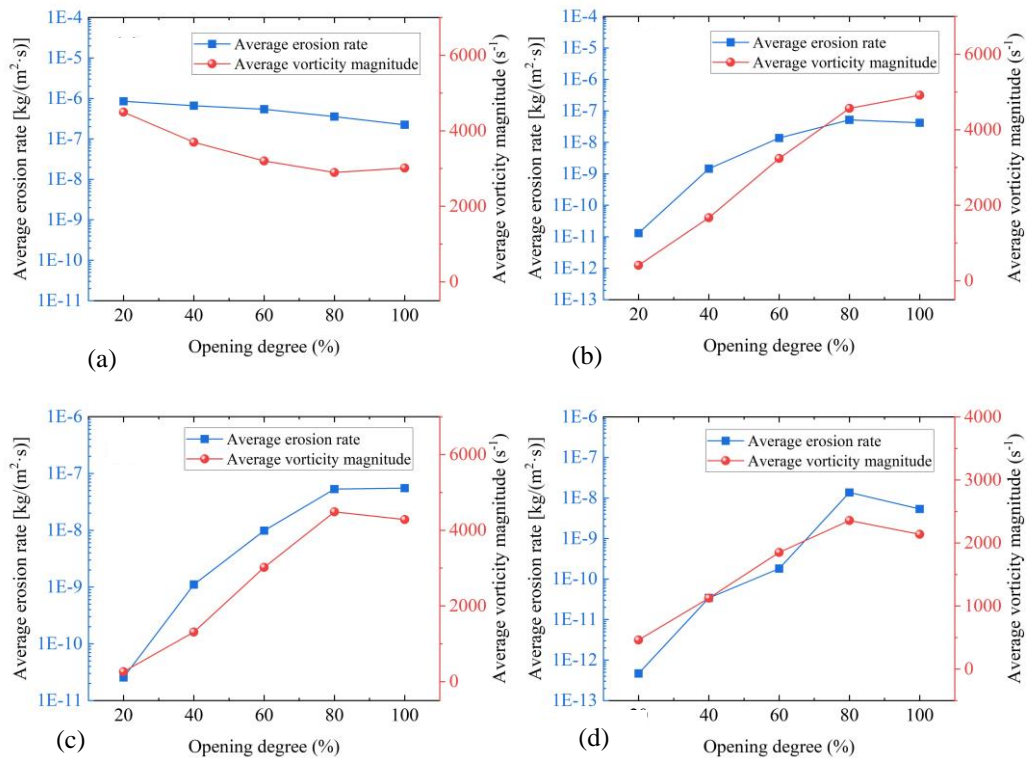 Average erosion rate
Average vorticity magnitude
1E-4
1E-5
1E-6
1E-7
1E-8
1E-9
1E-10
1E-11
Average erosion rate [kg/(m²·s)]
6000
4000
2000
0
Average vorticity magnitude (s⁻¹)
20 40 60 80 100
Opening degree (%)
(a)
Average erosion rate
Average vorticity magnitude
1E-4
1E-5
1E-6
1E-7
1E-8
1E-9
1E-10
1E-11
1E-12
1E-13
Average erosion rate [kg/(m²·s)]
6000
4000
2000
0
Average vorticity magnitude (s⁻¹)
20 40 60 80 100
Opening degree (%)
(b)
Average erosion rate
Average vorticity magnitude
1E-6
1E-7
1E-8
1E-9
1E-10
1E-11
Average erosion rate [kg/(m²·s)]
6000
4000
2000
0
Average vorticity magnitude (s⁻¹)
20 40 60 80 100
Opening degree (%)
(c)
Average erosion rate
Average vorticity magnitude
1E-6
1E-7
1E-8
1E-9
1E-10
1E-11
1E-12
1E-13
Average erosion rate [kg/(m²·s)]
4000
3000
2000
1000
0
Average vorticity magnitude (s⁻¹)
40 60 80 100
Opening degree (%)
(d)